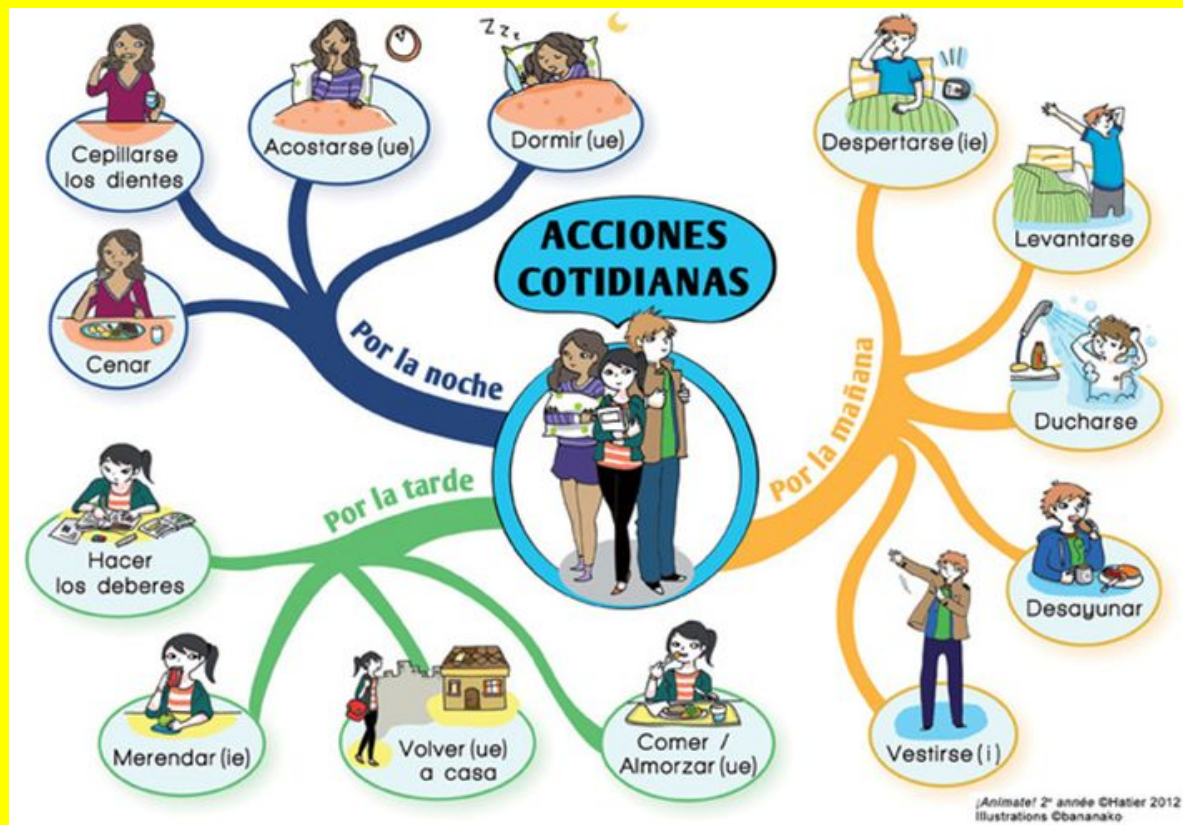 ACCIONES
COTIDIANAS
Por la mañana
Despertarse (ie)
Levantarse
Ducharse
Desayunar
Vestirse (i)
Por la tarde
Comer /
Almorzar (ue)
Volver (ue)
a casa
Merendar (ie)
Hacer
los deberes
Por la noche
Cenar
Cepillarse
los dientes
Acostarse (ue)
Dormir (ue)
Z Z Z
¡Animate! 2e année ©Hatier 2012
Illustrations ©bananako